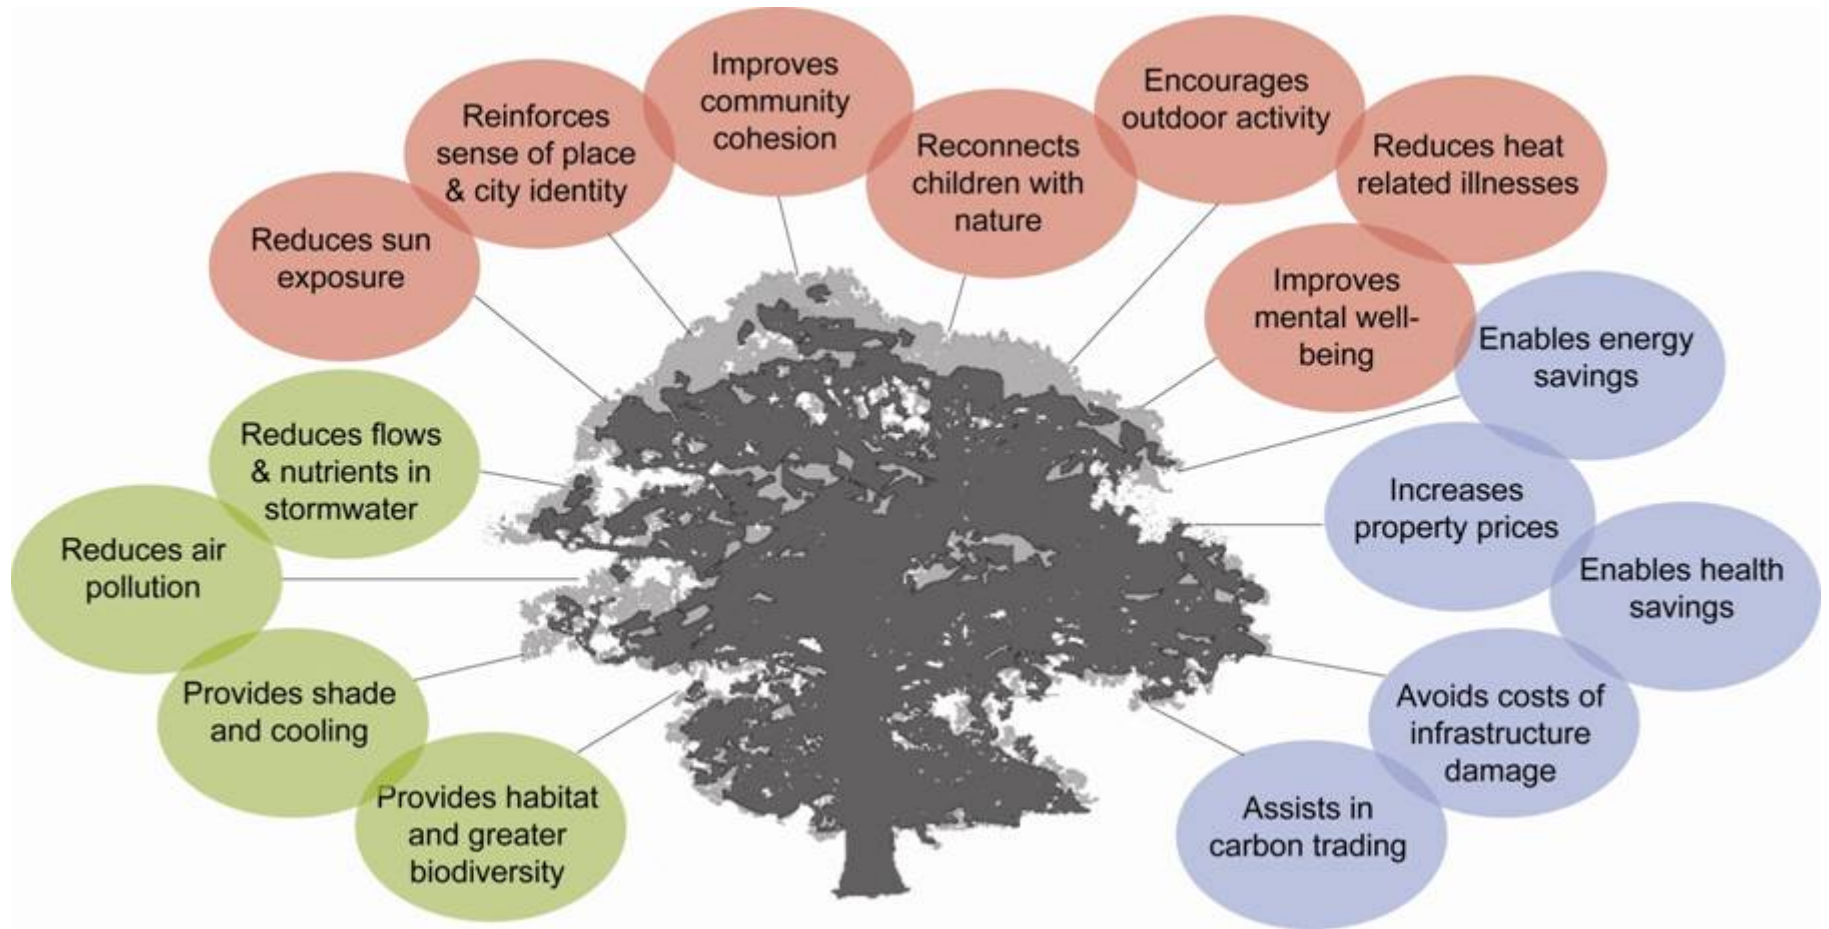 Improves
community
cohesion
Encourages
outdoor activity
Reinforces
sense of place
& city identity
Reconnects
children with
nature
Reduces heat
related illnesses
Reduces sun
exposure
Improves
mental well-
being
Enables energy
savings
Reduces flows
& nutrients in
stormwater
Increases
property prices
Reduces air
pollution
Enables health
savings
Provides shade
and cooling
Avoids costs of
infrastructure
damage
Provides habitat
and greater
biodiversity
Assists in
carbon trading